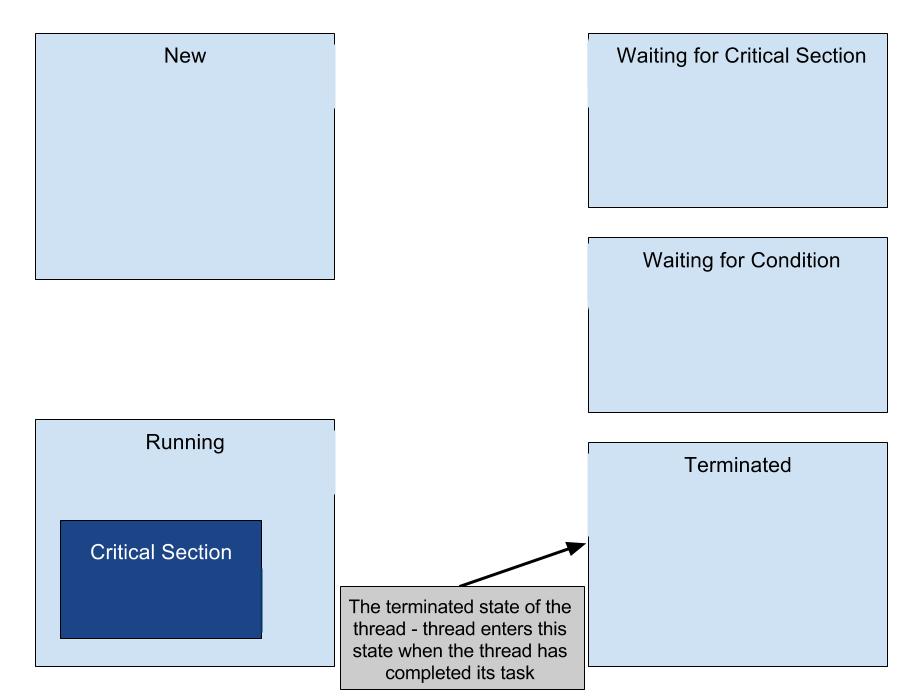 New
Waiting for Critical Section
Waiting for Condition
Running
Critical Section
Terminated
The terminated state of the
thread - thread enters this
state when the thread has
completed its task